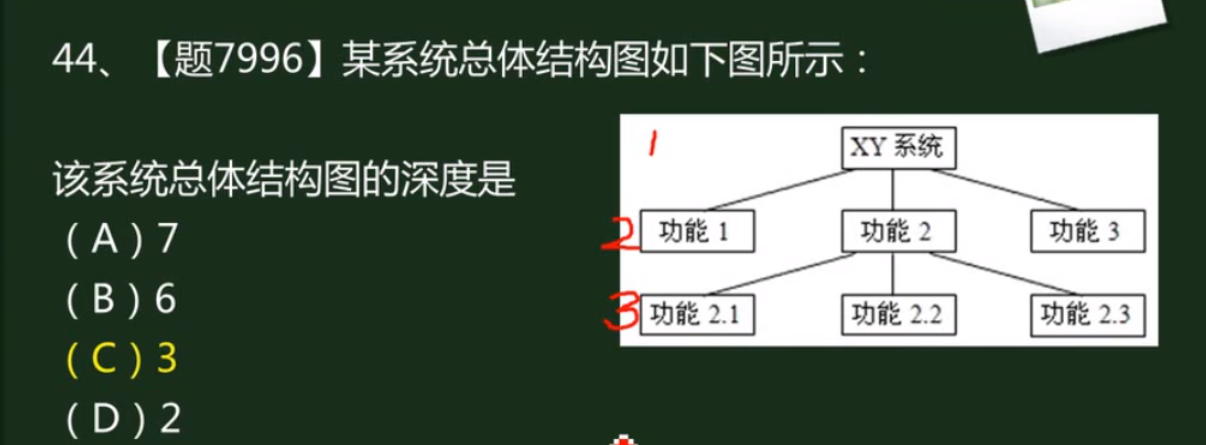 44、【题7996】某系统总体结构图如下图所示：
该系统总体结构图的深度是
（A）7
（B）6
（C）3
（D）2
1
XY 系统
2
功能 1
功能 2
功能 3
3
功能 2.1
功能 2.2
功能 2.3